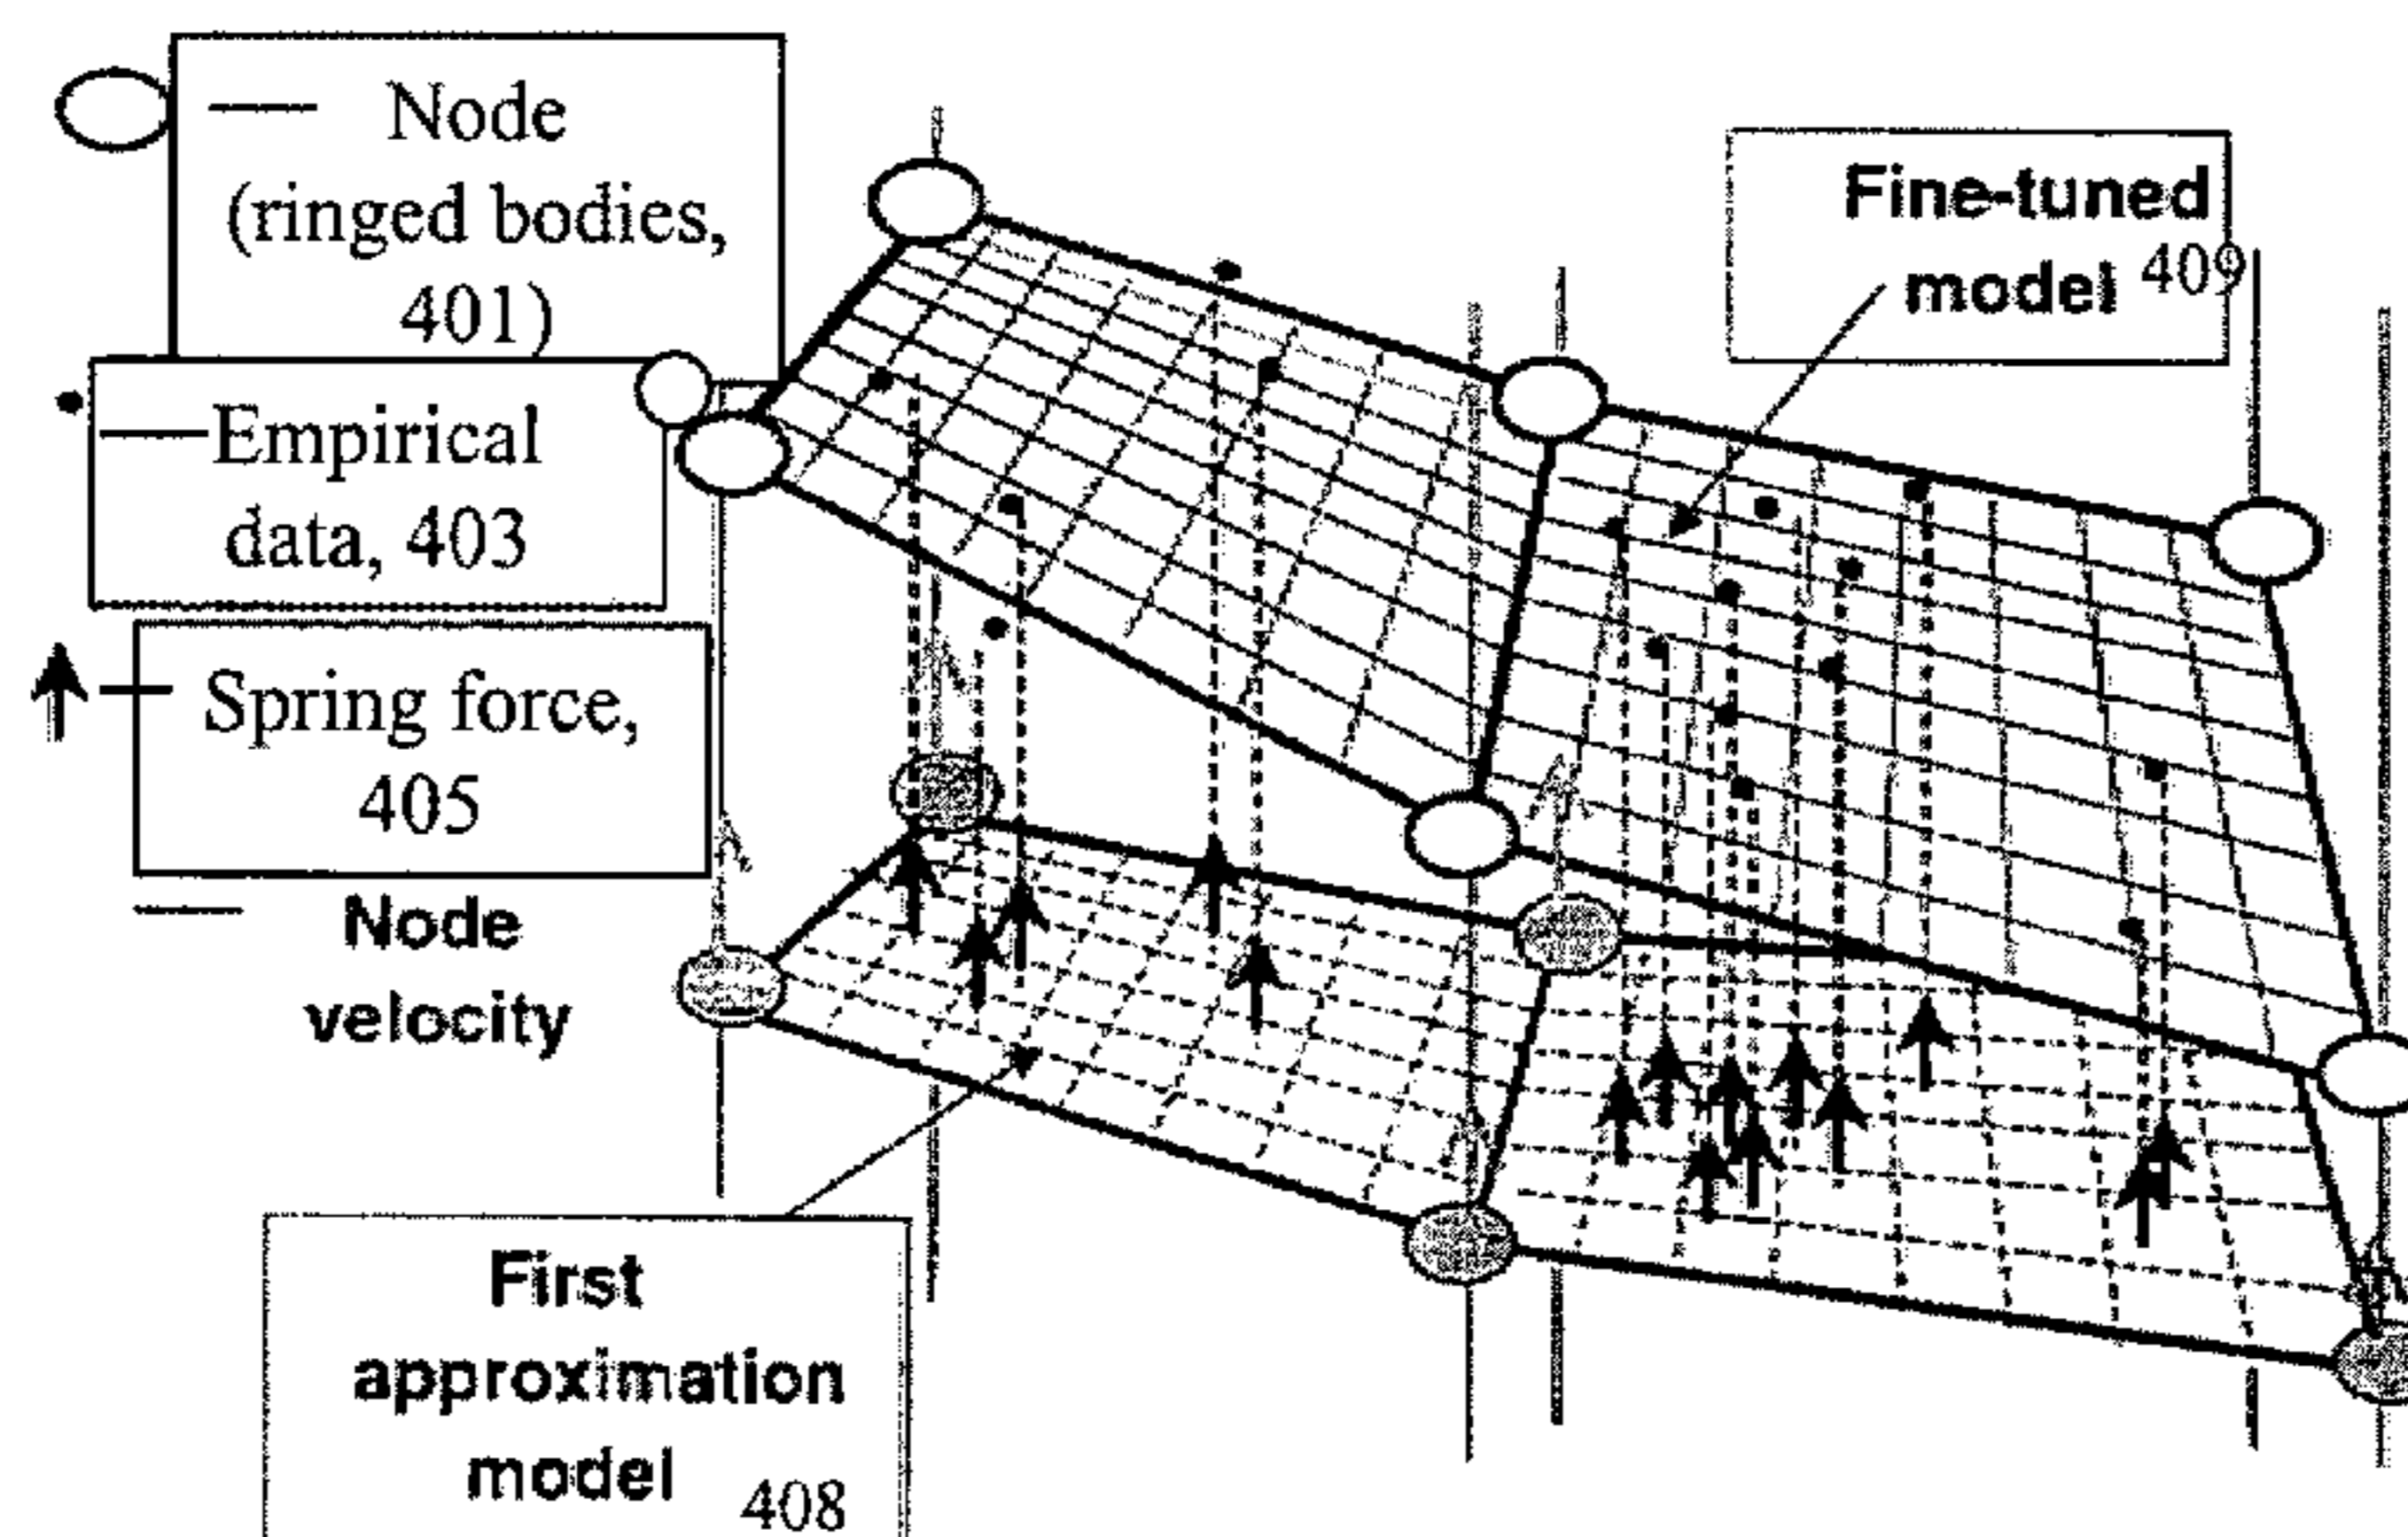 Node
(ringed bodies,
401)
Empirical
data, 403
Spring force,
405
Node
velocity
Fine-tuned
model 409
First
approximation
model 408